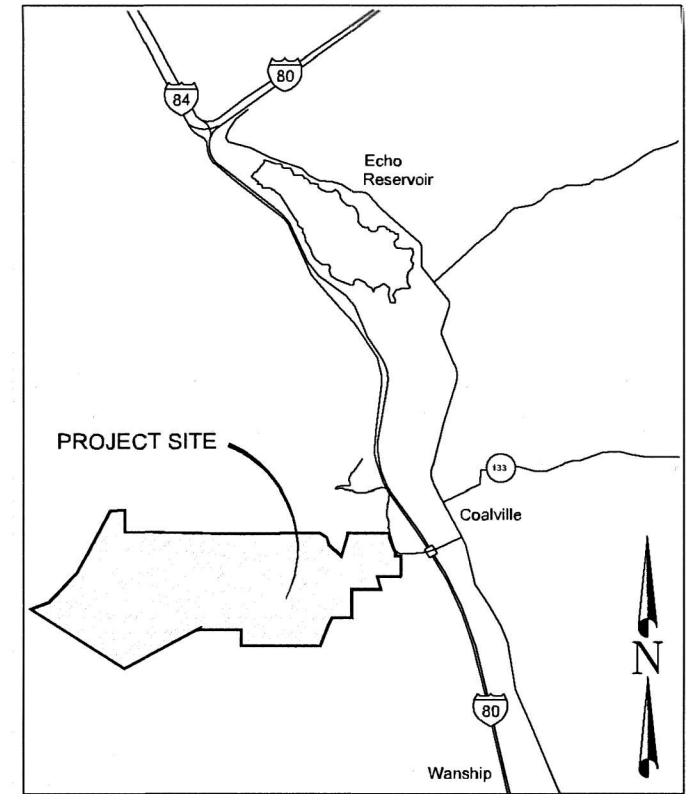 84
80
Echo
Reservoir
PROJECT SITE
133
Coalville
N
80
Wanship